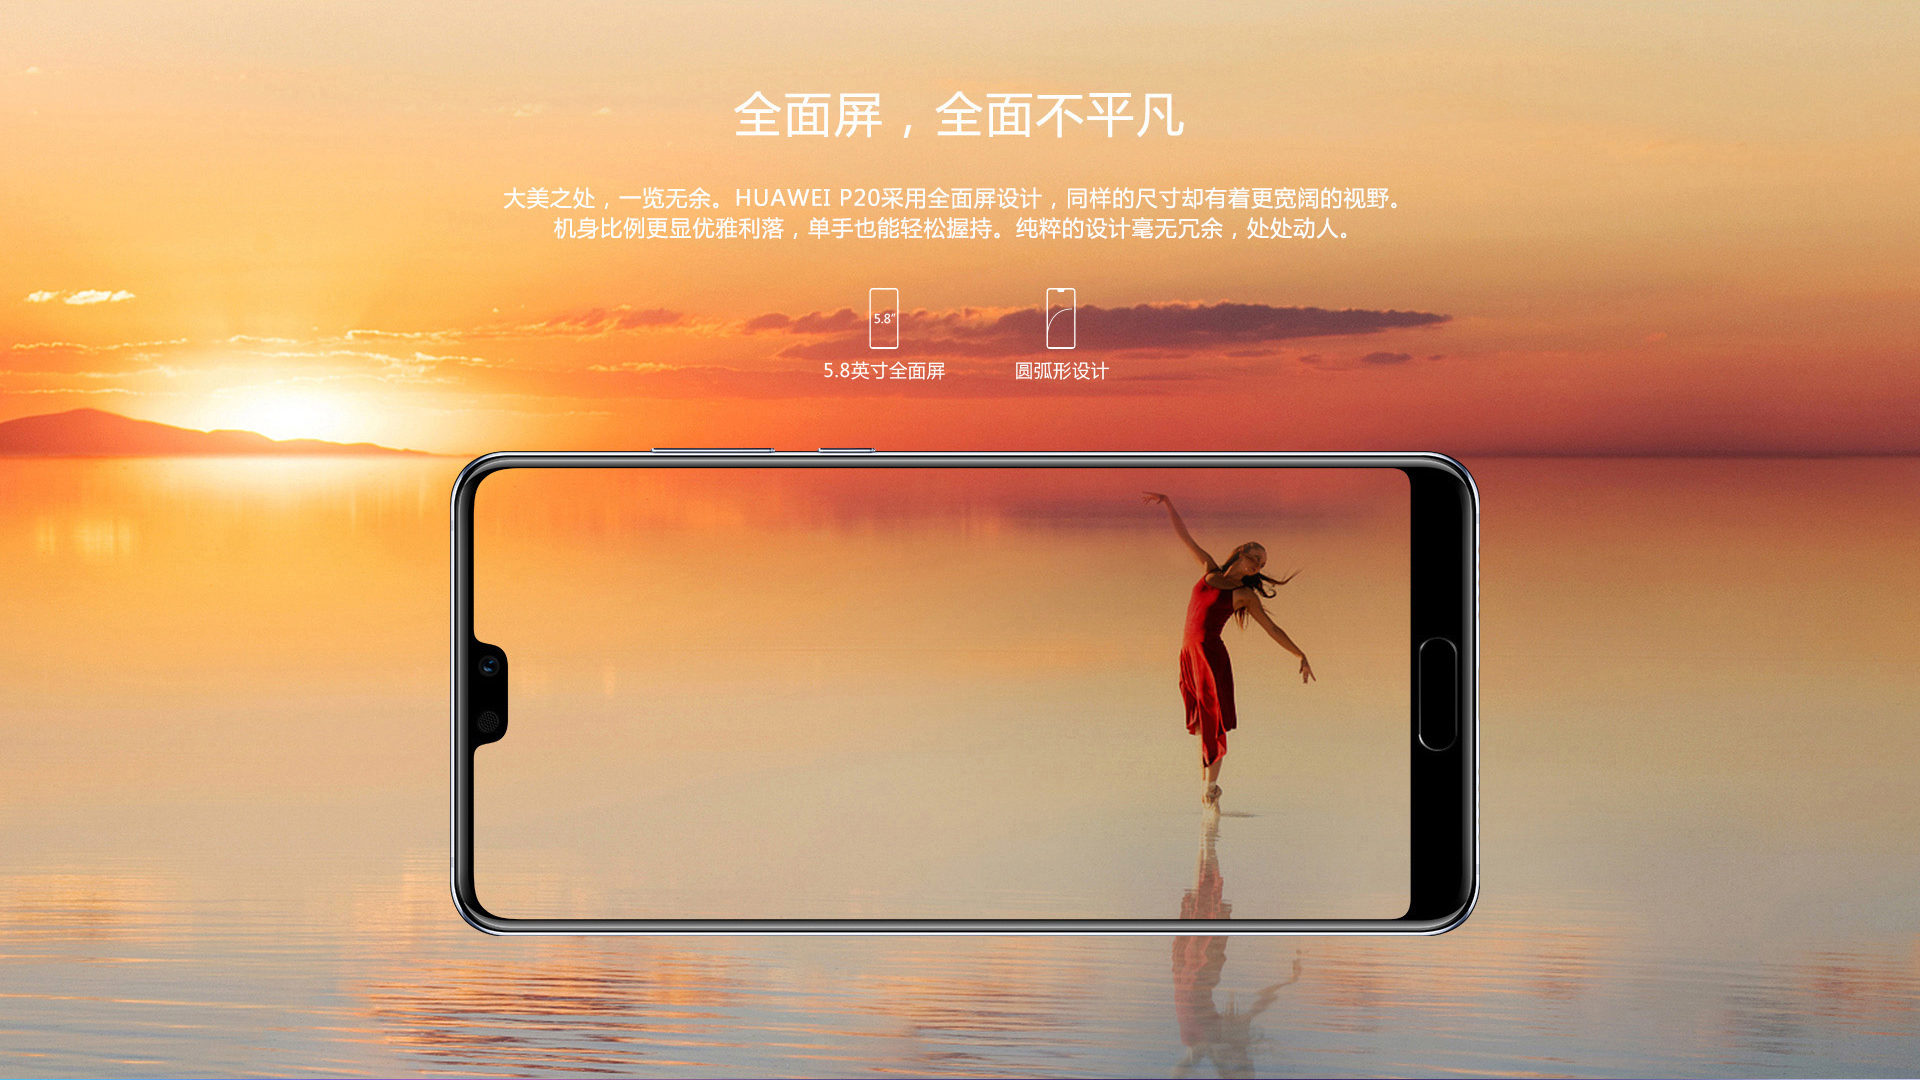 全面屏，全面不平凡
大美之处，一览无余。HUAWEI P20采用全面屏设计，同样的尺寸却有着更宽阔的视野。
机身比例更显优雅利落，单手也能轻松握持。纯粹的设计毫无冗余，处处动人。
5.8"
5.8英寸全面屏 圆弧形设计